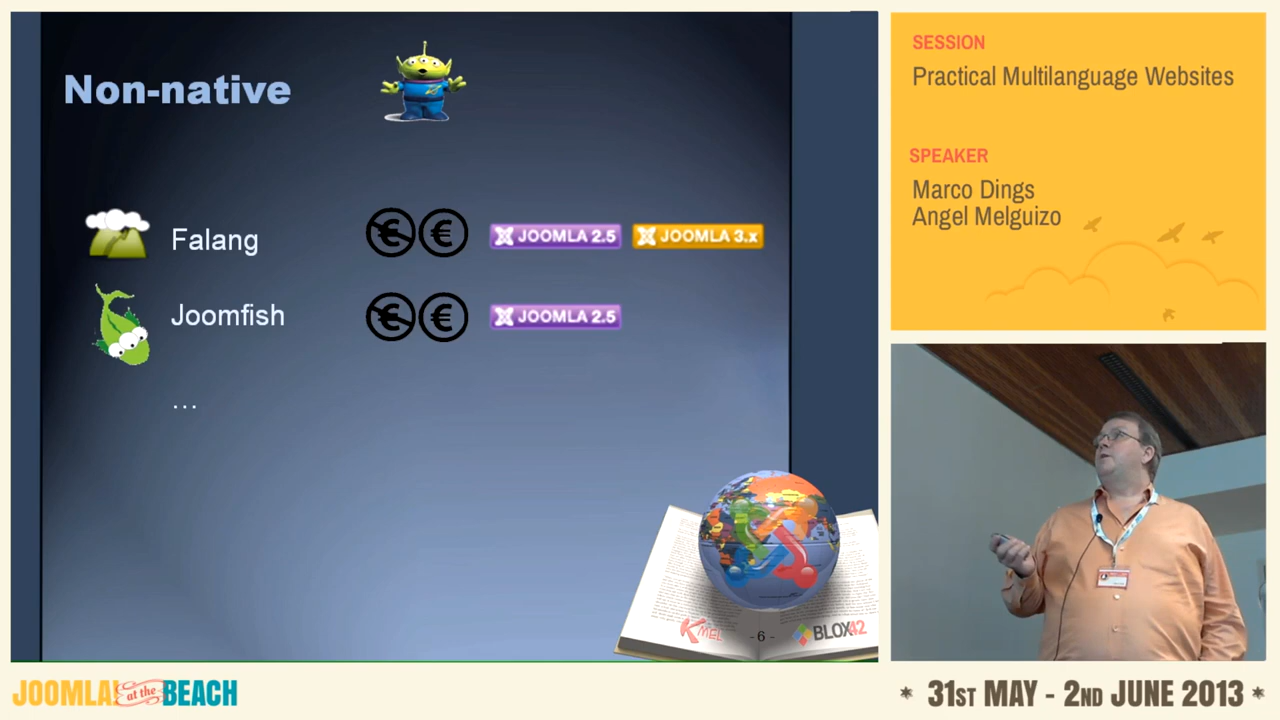 Non-native
Falang
€ € JOOMLA 2.5 JOOMLA 3.x
Joomfish
€ € JOOMLA 2.5
...
KMEL
- 6 -
BLOX42
SESSION
Practical Multilanguage Websites
SPEAKER
Marco Dings
Angel Melguizo
JOOMLA! at the BEACH
* 31ST MAY - 2ND JUNE 2013 *